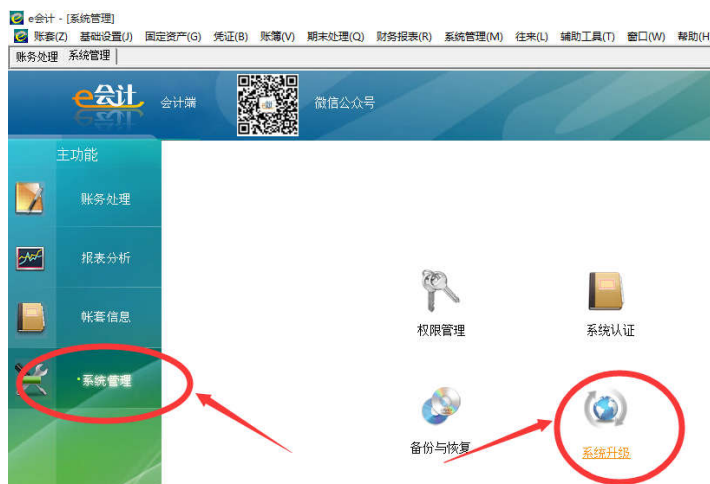 e会计 - [系统管理]
账套(Z) 基础设置(J) 固定资产(G) 凭证(B) 账簿(V) 期末处理(Q) 财务报表(R) 系统管理(M) 往来(L) 辅助工具(T) 窗口(W) 帮助(H
账务处理 系统管理
e会计 会计端 微信公众号
主功能
账务处理
报表分析
帐套信息
权限管理 系统认证
系统管理
备份与恢复 系统升级